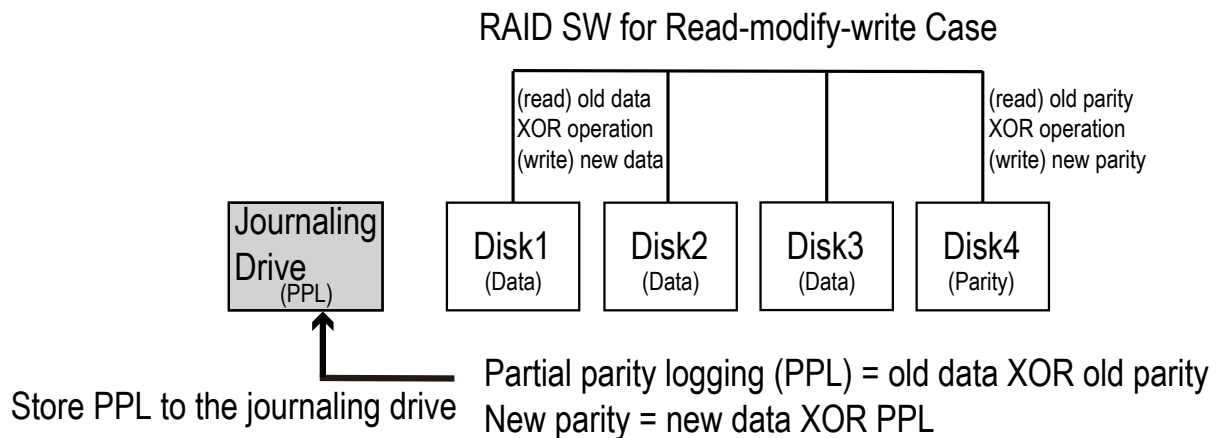 RAID SW for Read-modify-write Case
(read) old data
XOR operation
(write) new data
(read) old parity
XOR operation
(write) new parity
Journaling
Drive
(PPL)
Disk1
(Data)
Disk2
(Data)
Disk3
(Data)
Disk4
(Parity)
Store PPL to the journaling drive
Partial parity logging (PPL) = old data XOR old parity
New parity = new data XOR PPL